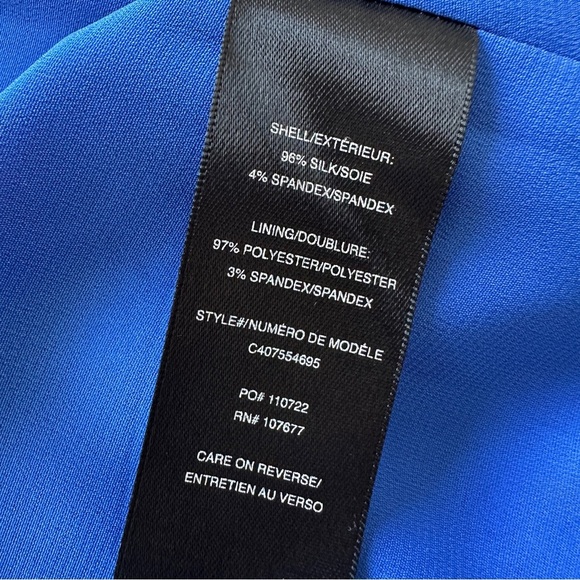 SHELL/EXTÉRIEUR:
96% SILK/SOIE
4% SPANDEX/SPANDEX
LINING/DOUBLURE:
97% POLYESTER/POLYESTER
3% SPANDEX/SPANDEX
STYLE#/NUMÉRO DE MODÉLE
C407554695
PO# 110722
RN# 107677
CARE ON REVERSE/
ENTRETIEN AU VERSO